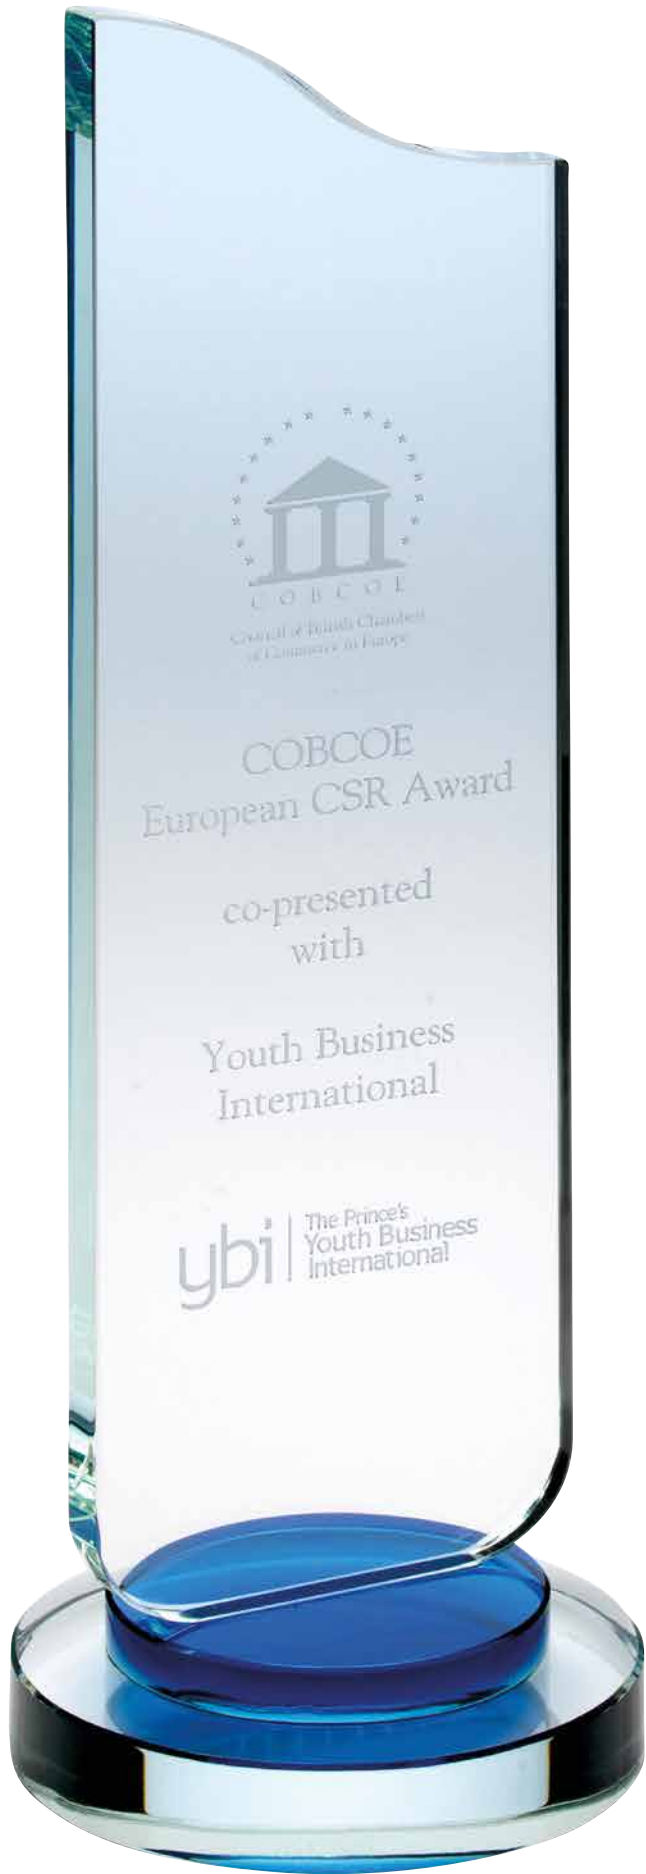 COBCOE
Council of British Chambers
of Commerce in Europe
COBCOE
European CSR Award
co-presented
with
Youth Business
International
ybi
The Prince's
Youth Business
International